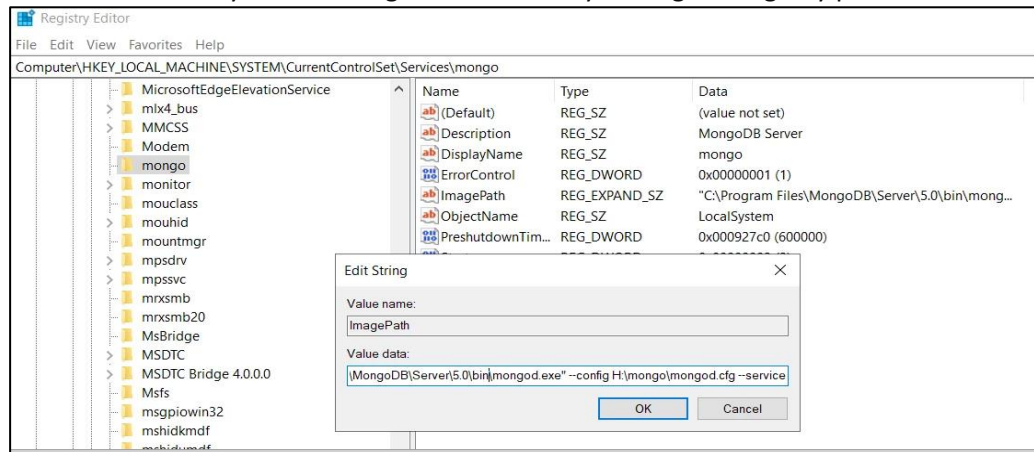 Registry Editor
File Edit View Favorites Help
Computer\HKEY_LOCAL_MACHINE\SYSTEM\CurrentControlSet\Services\mongo
MicrosoftEdgeElevationService
mlx4_bus
MMCSS
Modem
mongo
monitor
mouclass
mouhid
mountmgr
mpsdrv
mpssvc
mrxsmb
mrxsmb20
MsBridge
MSDTC
MSDTC Bridge 4.0.0.0
Msfs
msgpiowin32
mshidkmdf
Name Type Data
(Default) REG_SZ (value not set)
Description REG_SZ MongoDB Server
DisplayName REG_SZ mongo
ErrorControl REG_DWORD 0x00000001 (1)
ImagePath REG_EXPAND_SZ "C:\Program Files\MongoDB\Server\5.0\bin\mong...
ObjectName REG_SZ LocalSystem
PreshutdownTim... REG_DWORD 0x000927c0 (600000)
Edit String
Value name:
ImagePath
Value data:
\MongoDB\Server\5.0\bin\mongod.exe" --config H:\mongo\mongod.cfg --service
OK Cancel